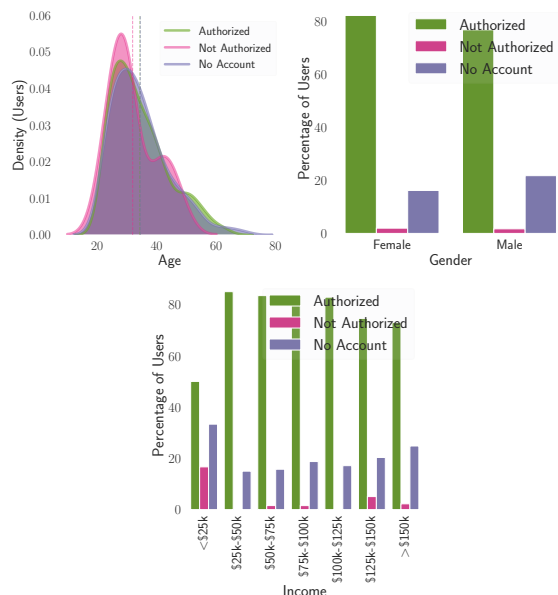 0.06
0.05
0.04
0.03
0.02
0.01
0.00
Density (Users)
Authorized
Not Authorized
No Account
20
40
60
80
Age
80
60
40
20
0
Percentage of Users
Authorized
Not Authorized
No Account
Female
Male
Gender
80
60
40
20
0
Percentage of Users
Authorized
Not Authorized
No Account
<$25k
$25k-$50k
$50k-$75k
$75k-$100k
$100k-$125k
$125k-$150k
>$150k
Income